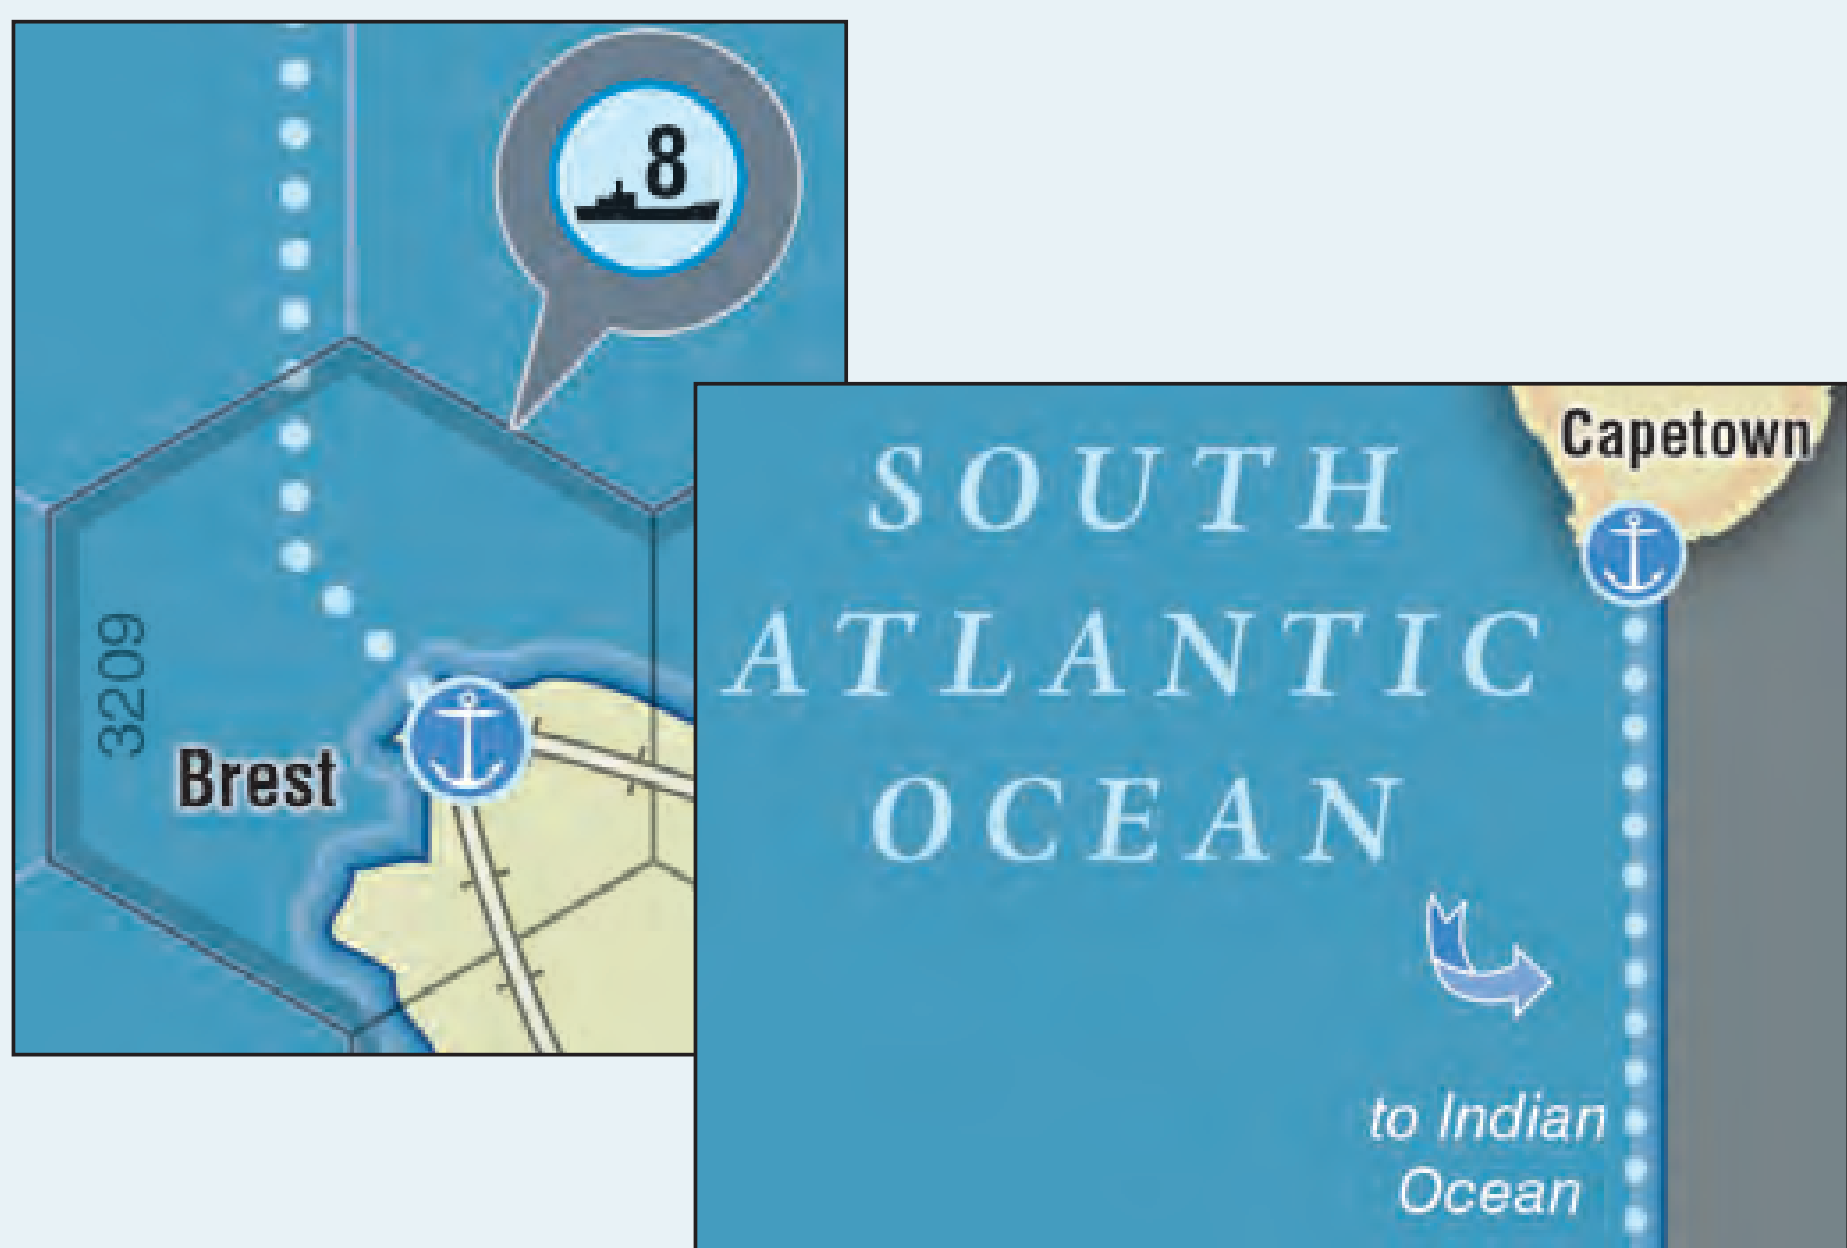 8
3209
Brest
Capetown
SOUTH
ATLANTIC
OCEAN
to Indian
Ocean